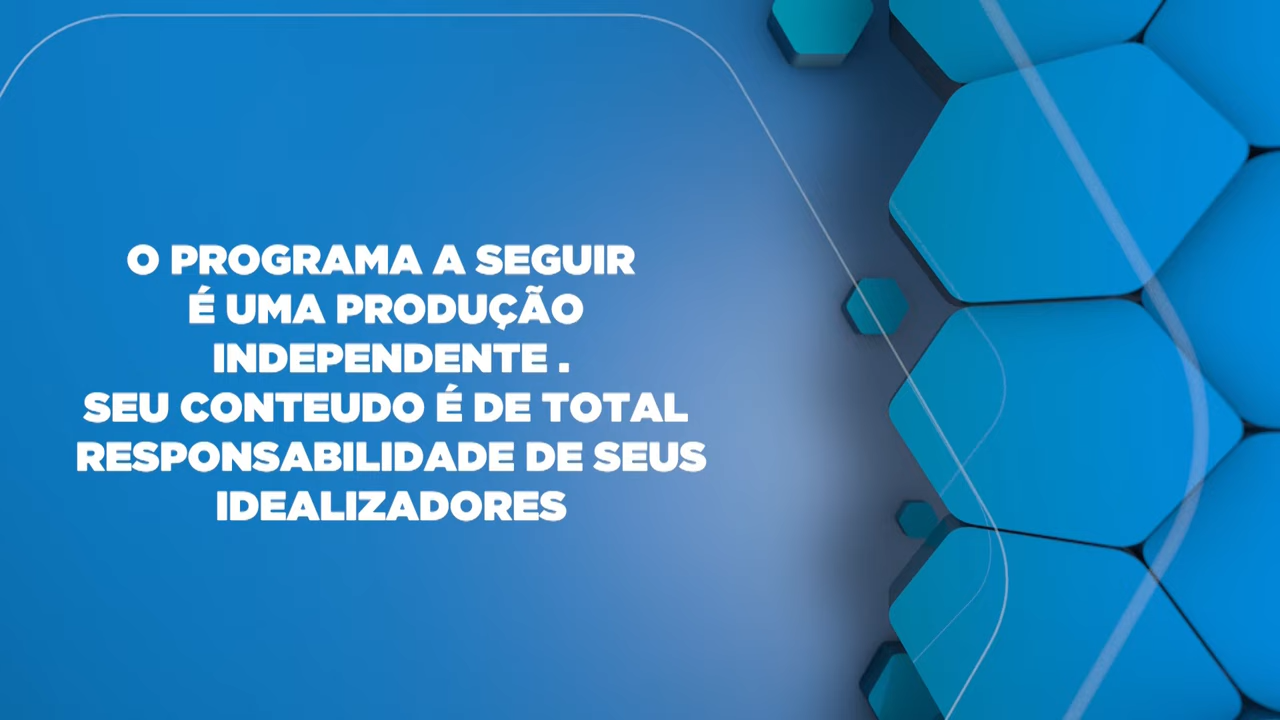 O PROGRAMA A SEGUIR
É UMA PRODUÇÃO
INDEPENDENTE .
SEU CONTEUDO É DE TOTAL
RESPONSABILIDADE DE SEUS
IDEALIZADORES